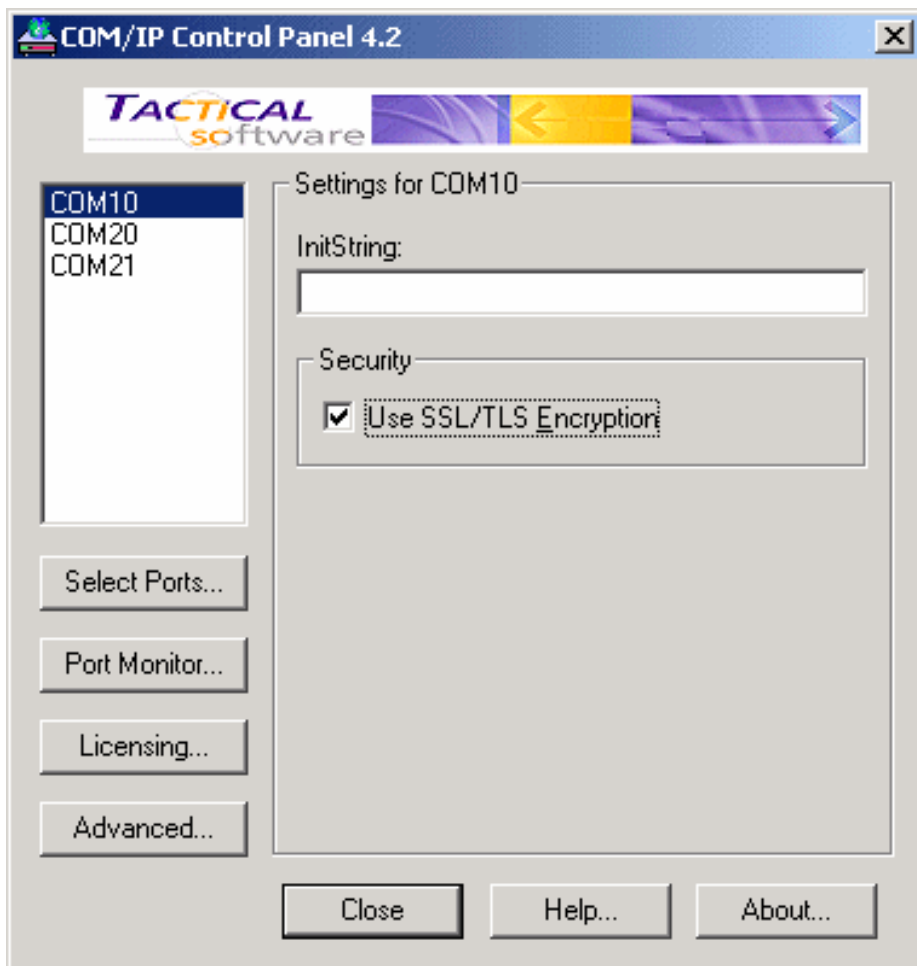 COM/IP Control Panel 4.2
TACTICAL
software
COM10
COM20
COM21
Settings for COM10
InitString:
Security
Use SSL/TLS Encryption
Select Ports...
Port Monitor...
Licensing...
Advanced...
Close
Help...
About...